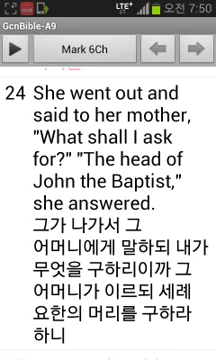 LTE 오전 7:50
GcnBible-A9
Mark 6Ch
24 She went out and
said to her mother,
"What shall I ask
for?" "The head of
John the Baptist,"
she answered.
그가 나가서 그
어머니에게 말하되 내가
무엇을 구하리이까 그
어머니가 이르되 세례
요한의 머리를 구하라
하니